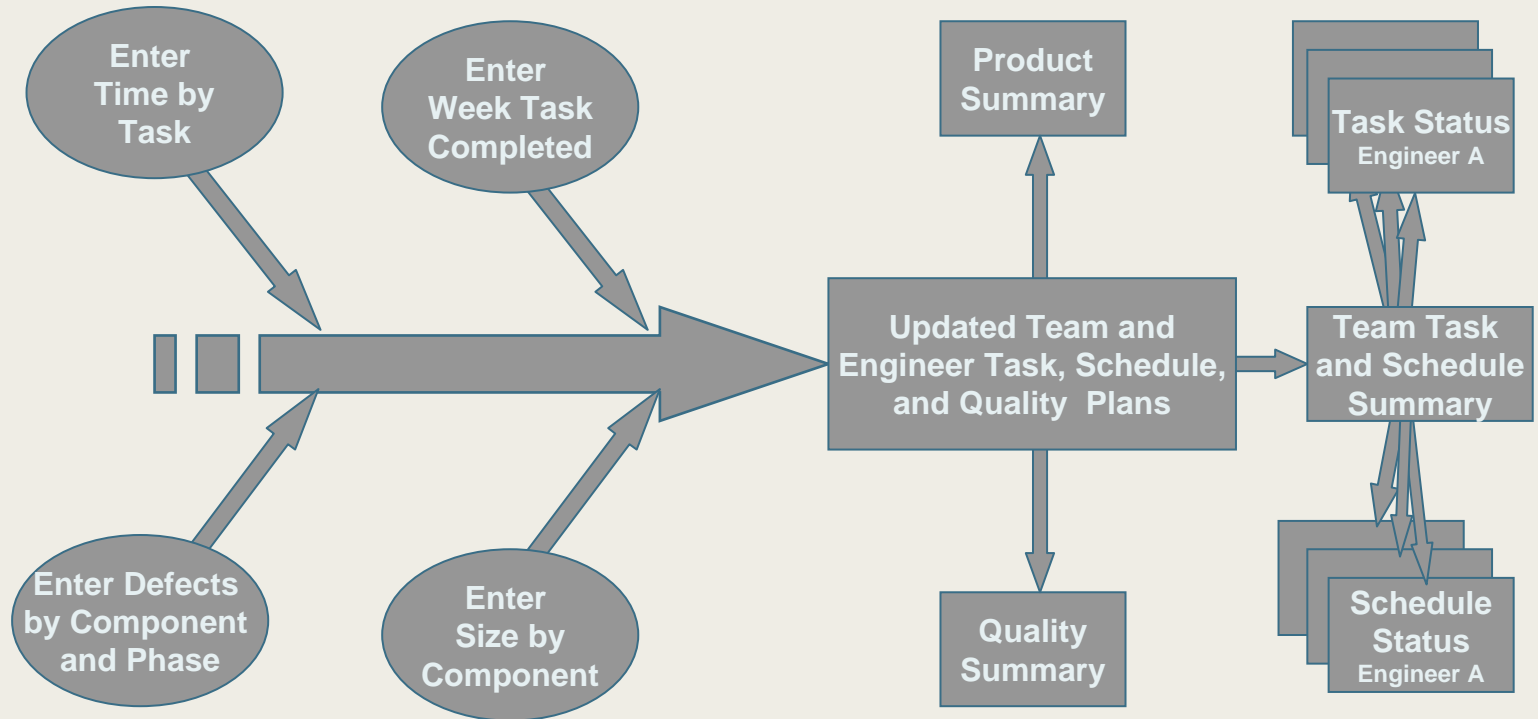 Enter
Time by
Task
Enter
Week Task
Completed
Product
Summary
Task Status
Engineer A
Updated Team and
Engineer Task, Schedule,
and Quality Plans
Team Task
and Schedule
Summary
Enter Defects
by Component
and Phase
Enter
Size by
Component
Quality
Summary
Schedule
Status
Engineer A